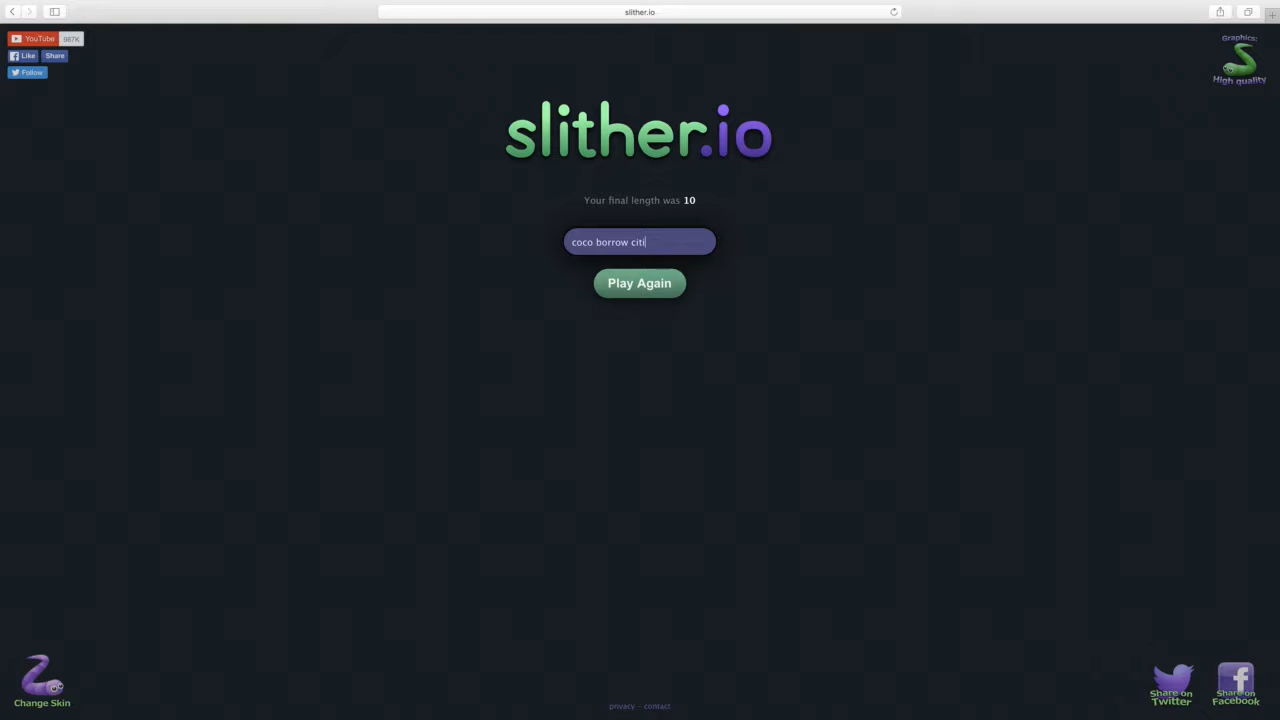 slither.io
YouTube 987K
Like Share
Follow
Graphics:
High quality
slither.io
Your final length was 10
coco borrow citi
Play Again
Change Skin
privacy - contact
Share on
Twitter
Share on
Facebook